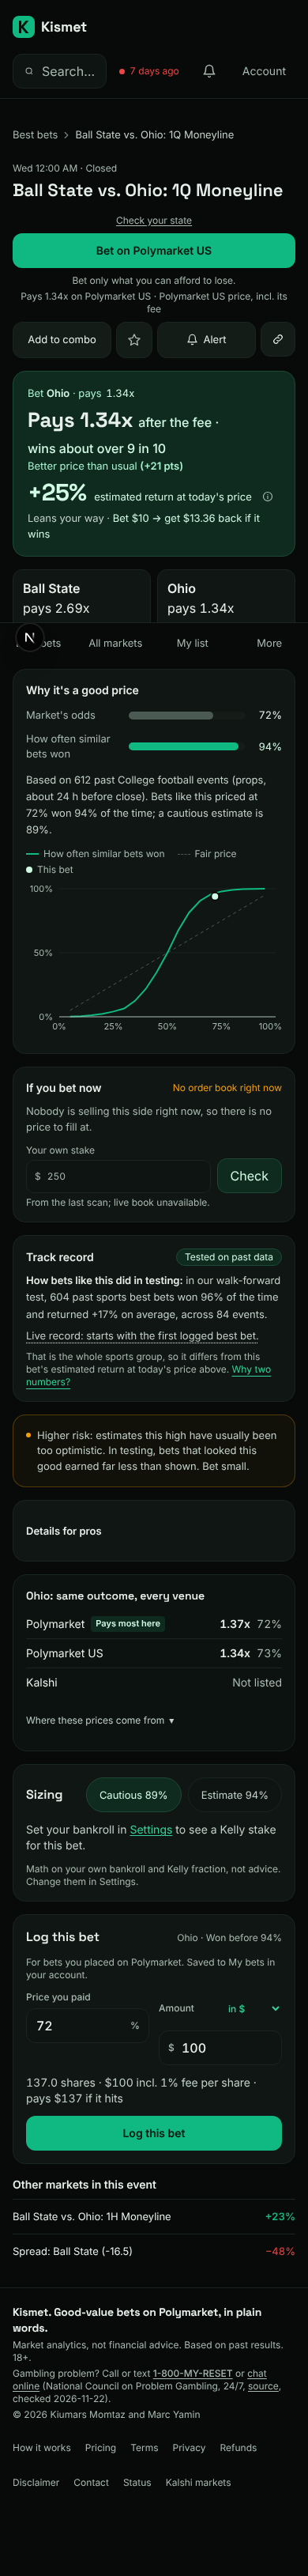 Kismet
Search...
7 days ago
Account
Best bets > Ball State vs. Ohio: 1Q Moneyline
Wed 12:00 AM · Closed
Ball State vs. Ohio: 1Q Moneyline
Check your state
Bet on Polymarket US
Bet only what you can afford to lose.
Pays 1.34x on Polymarket US · Polymarket US price, incl. its
fee
Add to combo
Alert
Bet Ohio · pays 1.34x
Pays 1.34x after the fee ·
wins about over 9 in 10
Better price than usual (+21 pts)
+25% estimated return at today's price
Leans your way · Bet $10 → get $13.36 back if it
wins
Ball State
pays 2.69x
Ohio
pays 1.34x
N
bets
All markets
My list
More
Why it's a good price
Market's odds
72%
How often similar
bets won
94%
Based on 612 past College football events (props,
about 24 h before close). Bets like this priced at
72% won 94% of the time; a cautious estimate is
89%.
How often similar bets won
Fair price
This bet
100%
50%
0%
0%
25%
50%
75%
100%
If you bet now
No order book right now
Nobody is selling this side right now, so there is no
price to fill at.
Your own stake
$ 250
Check
From the last scan; live book unavailable.
Track record
Tested on past data
How bets like this did in testing: in our walk-forward
test, 604 past sports best bets won 96% of the time
and returned +17% on average, across 84 events.
Live record: starts with the first logged best bet.
That is the whole sports group, so it differs from this
bet's estimated return at today's price above. Why two
numbers?
Higher risk: estimates this high have usually been
too optimistic. In testing, bets that looked this
good earned far less than shown. Bet small.
Details for pros
Ohio: same outcome, every venue
Polymarket Pays most here 1.37x 72%
Polymarket US 1.34x 73%
Kalshi Not listed
Where these prices come from ▾
Sizing
Cautious 89%
Estimate 94%
Set your bankroll in Settings to see a Kelly stake
for this bet.
Math on your own bankroll and Kelly fraction, not advice.
Change them in Settings.
Log this bet
Ohio · Won before 94%
For bets you placed on Polymarket. Saved to My bets in
your account.
Price you paid
72 %
Amount
in $
$ 100
137.0 shares · $100 incl. 1% fee per share ·
pays $137 if it hits
Log this bet
Other markets in this event
Ball State vs. Ohio: 1H Moneyline +23%
Spread: Ball State (-16.5) −48%
Kismet. Good-value bets on Polymarket, in plain
words.
Market analytics, not financial advice. Based on past results.
18+.
Gambling problem? Call or text 1-800-MY-RESET or chat
online (National Council on Problem Gambling, 24/7, source,
checked 2026-11-22).
© 2026 Kiumars Momtaz and Marc Yamin
How it works
Pricing
Terms
Privacy
Refunds
Disclaimer
Contact
Status
Kalshi markets